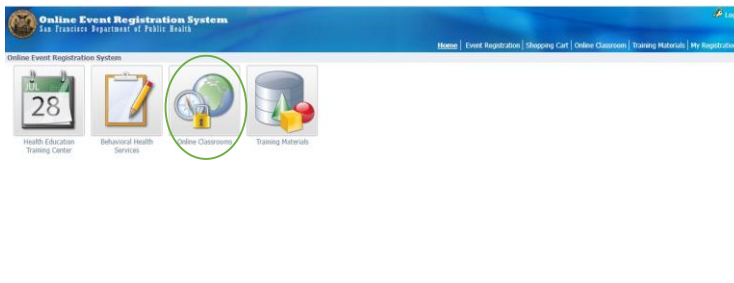 Online Event Registration System
San Francisco Department of Public Health
Home | Event Registration | Shopping Cart | Online Classroom | Training Materials | My Registration
Online Event Registration System
JUL
28
Health Education
Training Center
Behavioral Health
Services
Online Classrooms
Training Materials